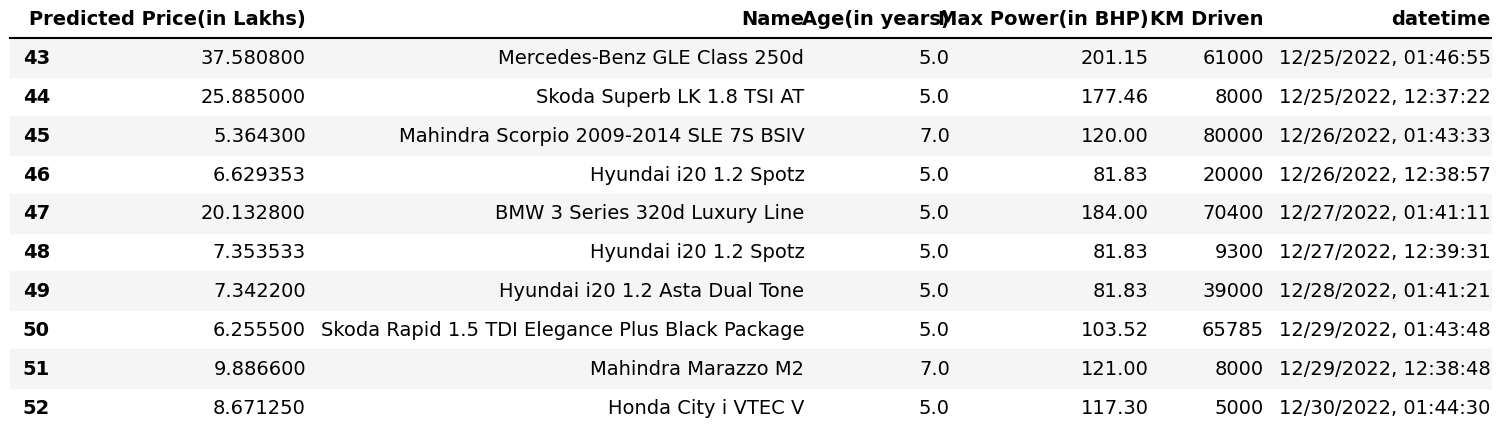 Predicted Price(in Lakhs) Name Age(in years) Max Power(in BHP) KM Driven datetime
43 37.580800 Mercedes-Benz GLE Class 250d 5.0 201.15 61000 12/25/2022, 01:46:55
44 25.885000 Skoda Superb LK 1.8 TSI AT 5.0 177.46 8000 12/25/2022, 12:37:22
45 5.364300 Mahindra Scorpio 2009-2014 SLE 7S BSIV 7.0 120.00 80000 12/26/2022, 01:43:33
46 6.629353 Hyundai i20 1.2 Spotz 5.0 81.83 20000 12/26/2022, 12:38:57
47 20.132800 BMW 3 Series 320d Luxury Line 5.0 184.00 70400 12/27/2022, 01:41:11
48 7.353533 Hyundai i20 1.2 Spotz 5.0 81.83 9300 12/27/2022, 12:39:31
49 7.342200 Hyundai i20 1.2 Asta Dual Tone 5.0 81.83 39000 12/28/2022, 01:41:21
50 6.255500 Skoda Rapid 1.5 TDI Elegance Plus Black Package 5.0 103.52 65785 12/29/2022, 01:43:48
51 9.886600 Mahindra Marazzo M2 7.0 121.00 8000 12/29/2022, 12:38:48
52 8.671250 Honda City i VTEC V 5.0 117.30 5000 12/30/2022, 01:44:30